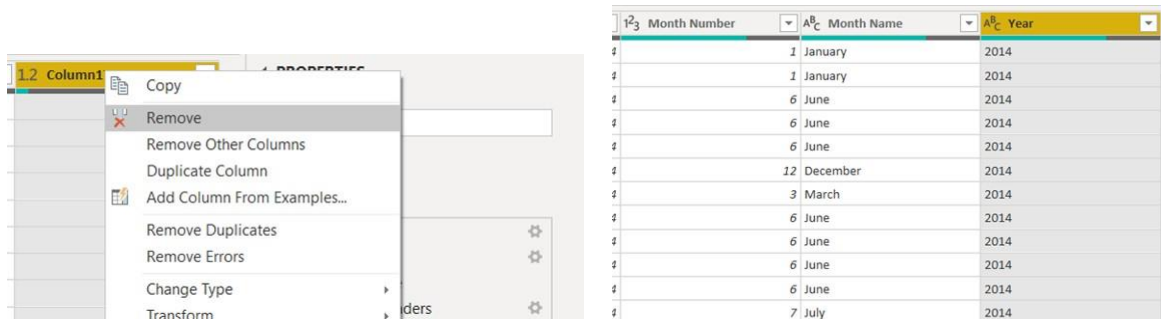 1.2 Column1
Copy
Remove
Remove Other Columns
Duplicate Column
Add Column From Examples...
Remove Duplicates
Remove Errors
Change Type
Transform
1²3 Month Number ABC Month Name ABC Year
1 January 2014
1 January 2014
6 June 2014
6 June 2014
6 June 2014
12 December 2014
3 March 2014
6 June 2014
6 June 2014
6 June 2014
6 June 2014
7 July 2014